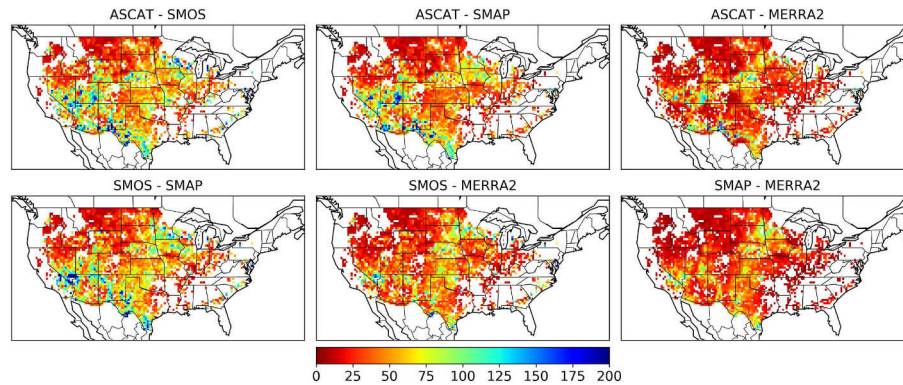 ASCAT - SMOS
ASCAT - SMAP
ASCAT - MERRA2
SMOS - SMAP
SMOS - MERRA2
SMAP - MERRA2
0 25 50 75 100 125 150 175 200